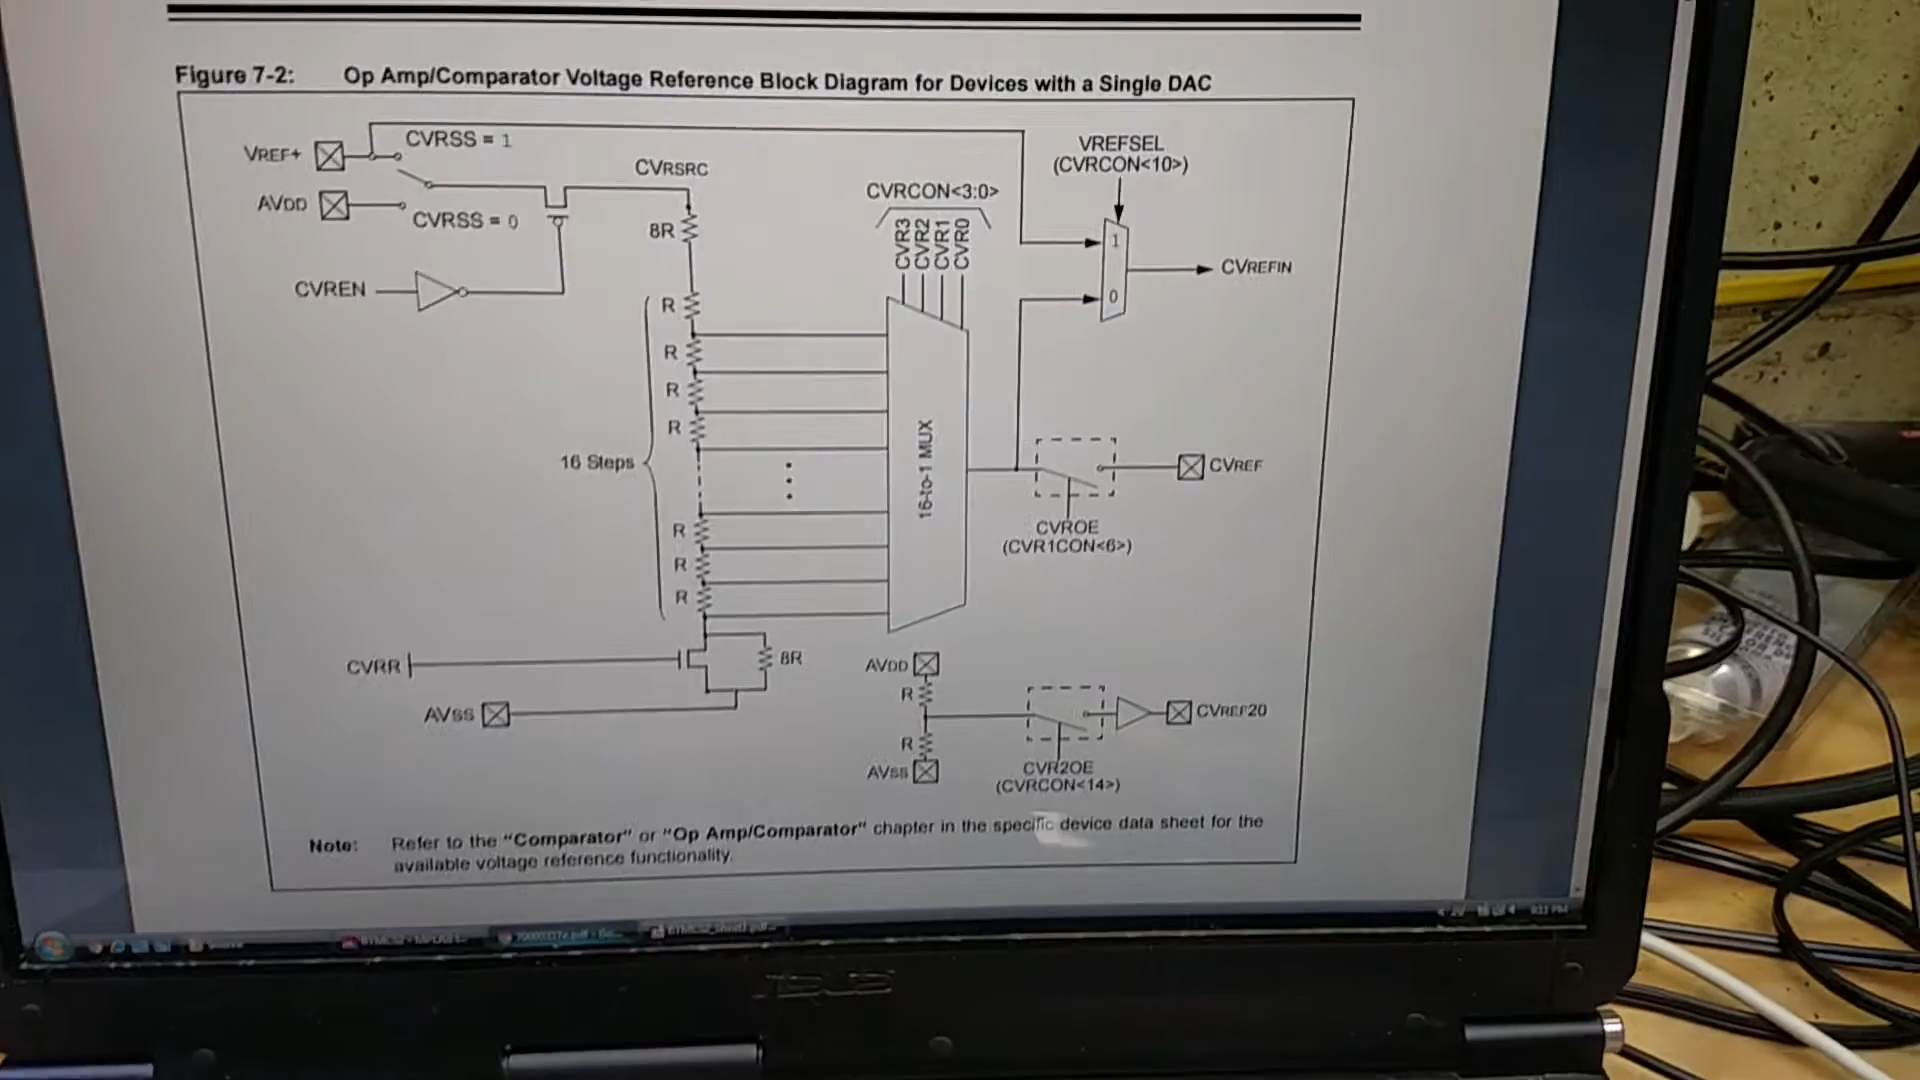 Figure 7-2: Op Amp/Comparator Voltage Reference Block Diagram for Devices with a Single DAC
VREF+
CVRSS = 1
AVDD
CVRSS = 0
CVREN
CVRSRC
8R
R
R
R
R
16 Steps
R
R
R
CVRR
8R
AVSS
CVRCON<3:0>
CVR3
CVR2
CVR1
CVR0
16-to-1 MUX
VREFSEL
(CVRCON<10>)
1
0
CVREFIN
CVREF
CVROE
(CVR1CON<6>)
AVDD
R
R
AVSS
CVREF20
CVR2OE
(CVRCON<14>)
Note: Refer to the "Comparator" or "Op Amp/Comparator" chapter in the specific device data sheet for the
available voltage reference functionality.
ASUS